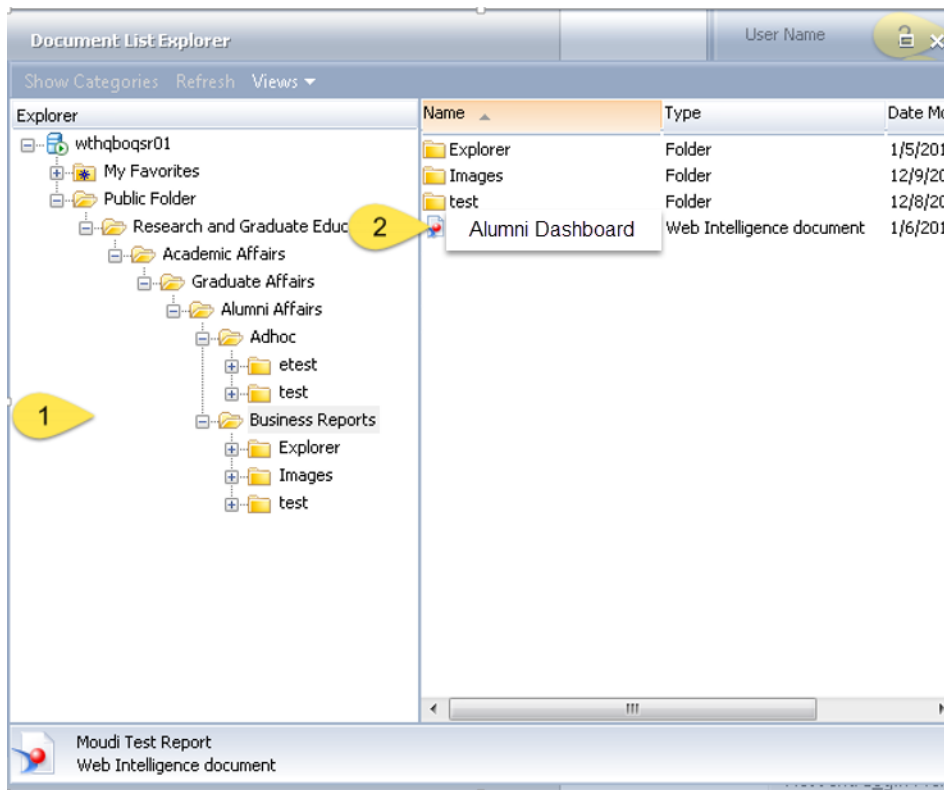 Document List Explorer
User Name
Show Categories Refresh Views
Explorer
wthqboqsr01
My Favorites
Public Folder
Research and Graduate Educ
Academic Affairs
Graduate Affairs
Alumni Affairs
Adhoc
etest
test
1
Business Reports
Explorer
Images
test
Name Type Date Mo
Explorer Folder 1/5/201
Images Folder 12/9/20
test Folder 12/8/20
2 Alumni Dashboard Web Intelligence document 1/6/201
Moudi Test Report
Web Intelligence document